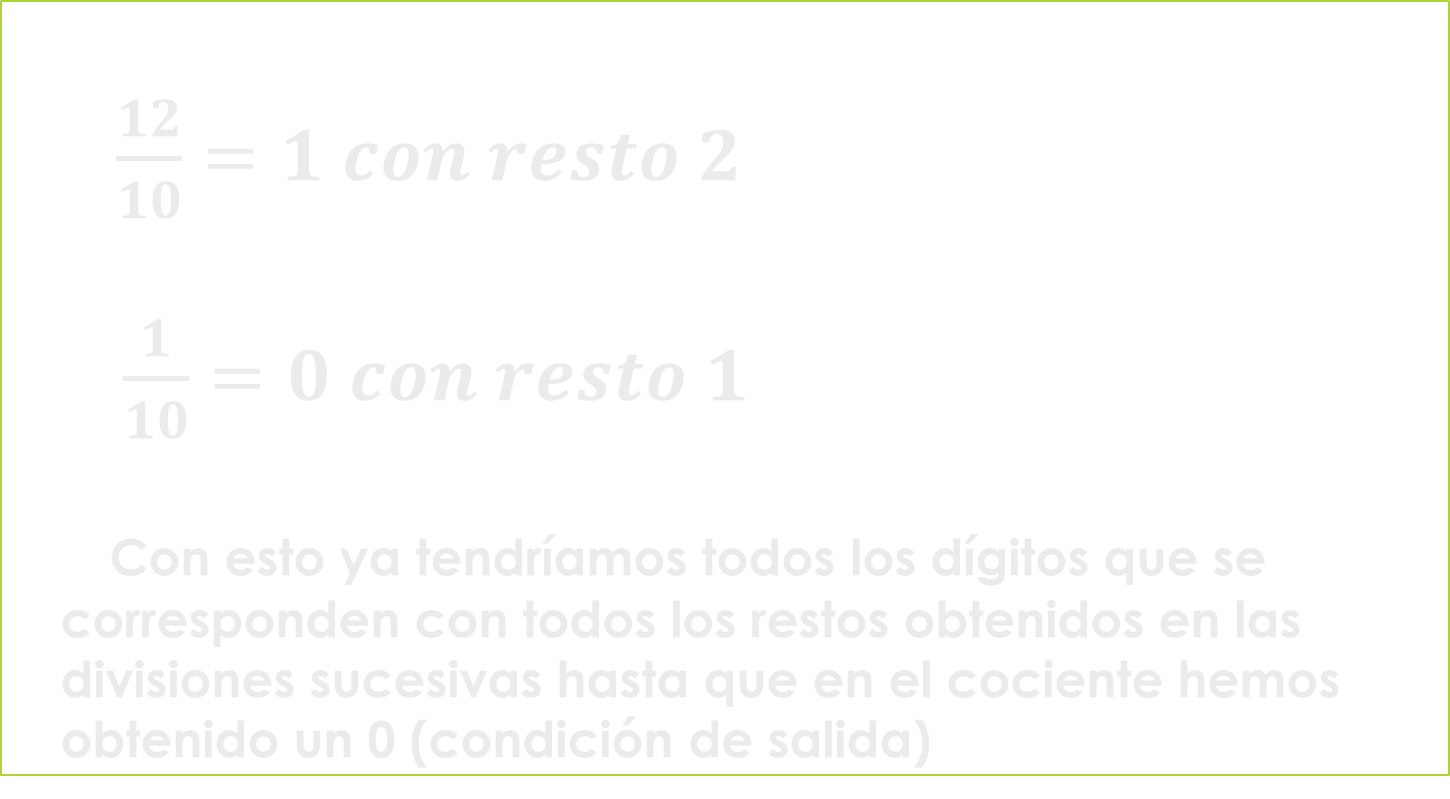 12/10 = 1 con resto 2
1/10 = 0 con resto 1
Con esto ya tendríamos todos los dígitos que se
corresponden con todos los restos obtenidos en las
divisiones sucesivas hasta que en el cociente hemos
obtenido un 0 (condición de salida)